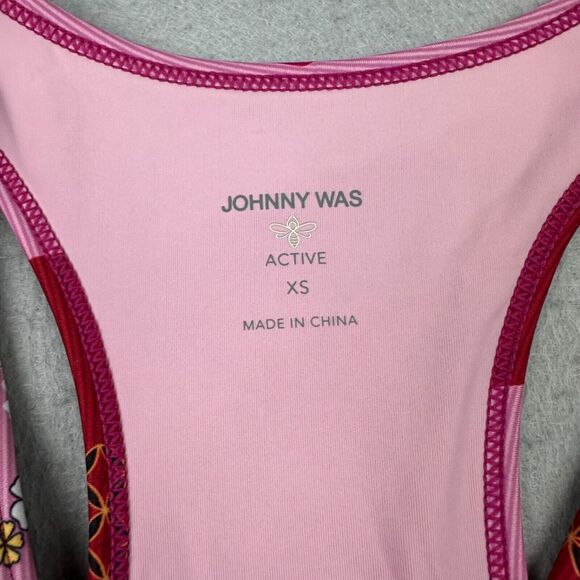 JOHNNY WAS
ACTIVE
XS
MADE IN CHINA